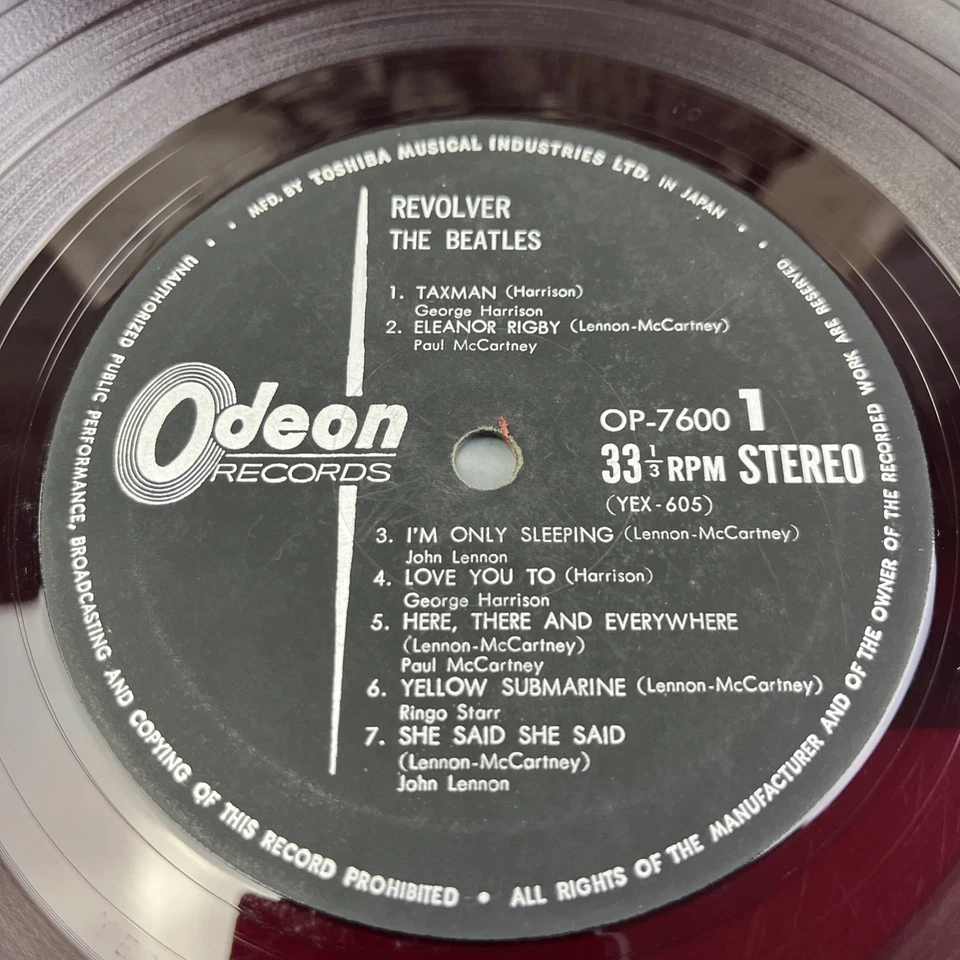 MFD. BY TOSHIBA MUSICAL INDUSTRIES LTD. IN JAPAN
REVOLVER
THE BEATLES
1. TAXMAN (Harrison)
George Harrison
2. ELEANOR RIGBY (Lennon-McCartney)
Paul McCartney
Odeon
RECORDS
OP-7600 1
33 1/3 RPM STEREO
(YEX-605)
3. I'M ONLY SLEEPING (Lennon-McCartney)
John Lennon
4. LOVE YOU TO (Harrison)
George Harrison
5. HERE, THERE AND EVERYWHERE
(Lennon-McCartney)
Paul McCartney
6. YELLOW SUBMARINE (Lennon-McCartney)
Ringo Starr
7. SHE SAID SHE SAID
(Lennon-McCartney)
John Lennon
UNAUTHORIZED PUBLIC PERFORMANCE, BROADCASTING AND COPYING OF THIS RECORD PROHIBITED • ALL RIGHTS OF THE MANUFACTURER AND OF THE OWNER OF THE RECORDED WORK ARE RESERVED